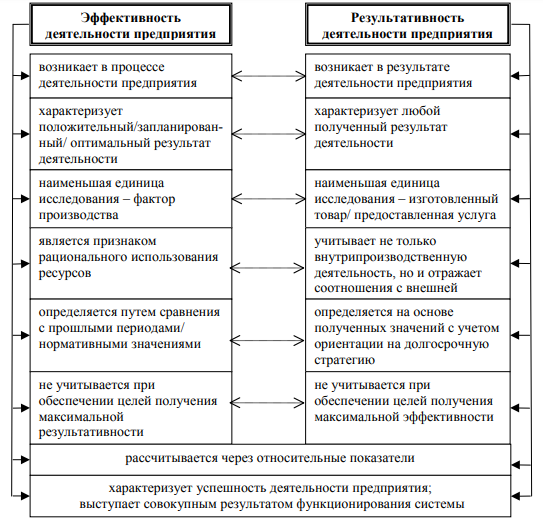 Эффективность
деятельности предприятия
Результативность
деятельности предприятия
возникает в процессе
деятельности предприятия
возникает в результате
деятельности предприятия
характеризует
положительный/запланирован-
ный/ оптимальный результат
деятельности
характеризует любой
полученный результат
деятельности
наименьшая единица
исследования – фактор
производства
наименьшая единица
исследования – изготовленный
товар/ предоставленная услуга
является признаком
рационального использования
ресурсов
учитывает не только
внутрипроизводственную
деятельность, но и отражает
соотношения с внешней
определяется путем сравнения
с прошлыми периодами/
нормативными значениями
определяется на основе
полученных значений с учетом
ориентации на долгосрочную
стратегию
не учитывается при
обеспечении целей получения
максимальной
результативности
не учитывается при
обеспечении целей получения
максимальной эффективности
рассчитывается через относительные показатели
характеризует успешность деятельности предприятия;
выступает совокупным результатом функционирования системы